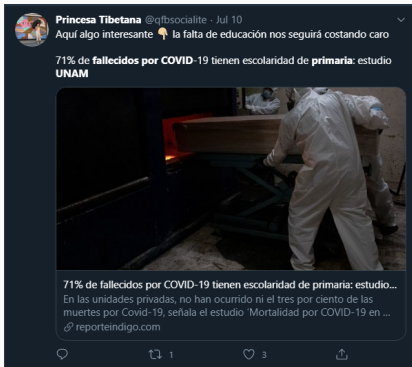 Princesa Tibetana @qfbsocialite · Jul 10
Aquí algo interesante 👇 la falta de educación nos seguirá costando caro
71% de fallecidos por COVID-19 tienen escolaridad de primaria: estudio
UNAM
71% de fallecidos por COVID-19 tienen escolaridad de primaria: estudio...
En las unidades privadas, no han ocurrido ni el tres por ciento de las
muertes por Covid-19, señala el estudio 'Mortalidad por COVID-19 en ...
reporteindigo.com
1
3